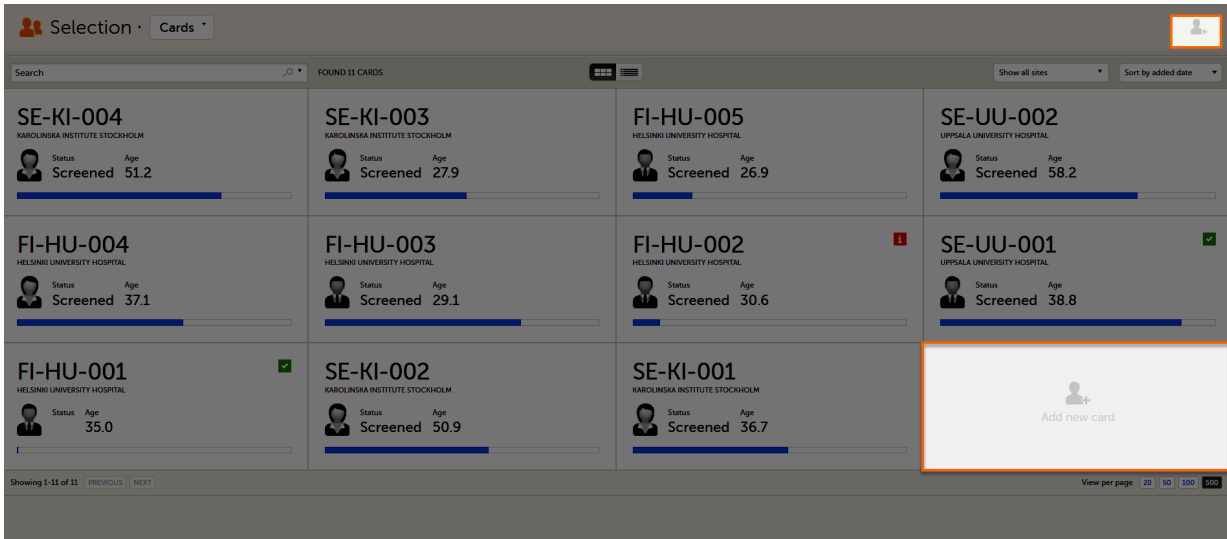 Selection · Cards
Search
FOUND 11 CARDS.
Show all sites
Sort by added date
SE-KI-004
KAROLINSKA INSTITUTE STOCKHOLM
Status Age
Screened 51.2
SE-KI-003
KAROLINSKA INSTITUTE STOCKHOLM
Status Age
Screened 27.9
FI-HU-005
HELSINKI UNIVERSITY HOSPITAL
Status Age
Screened 26.9
SE-UU-002
UPPSALA UNIVERSITY HOSPITAL
Status Age
Screened 58.2
FI-HU-004
HELSINKI UNIVERSITY HOSPITAL
Status Age
Screened 37.1
FI-HU-003
HELSINKI UNIVERSITY HOSPITAL
Status Age
Screened 29.1
FI-HU-002
HELSINKI UNIVERSITY HOSPITAL
Status Age
Screened 30.6
SE-UU-001
UPPSALA UNIVERSITY HOSPITAL
Status Age
Screened 38.8
FI-HU-001
HELSINKI UNIVERSITY HOSPITAL
Status Age
35.0
SE-KI-002
KAROLINSKA INSTITUTE STOCKHOLM
Status Age
Screened 50.9
SE-KI-001
KAROLINSKA INSTITUTE STOCKHOLM
Status Age
Screened 36.7
Add new card
Showing 1-11 of 11 PREVIOUS NEXT
View per page 20 50 100 500